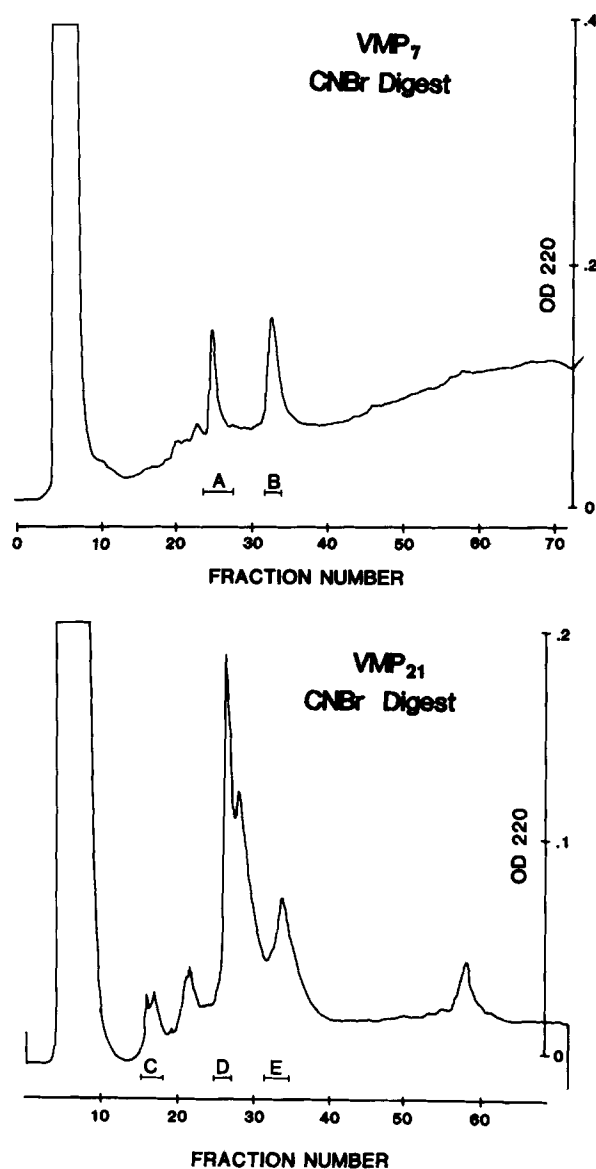 VMP7
CNBr Digest
.4
.2
0
OD 220
A B
0 10 20 30 40 50 60 70
FRACTION NUMBER
VMP21
CNBr Digest
.2
.1
0
OD 220
C D E
10 20 30 40 50 60
FRACTION NUMBER